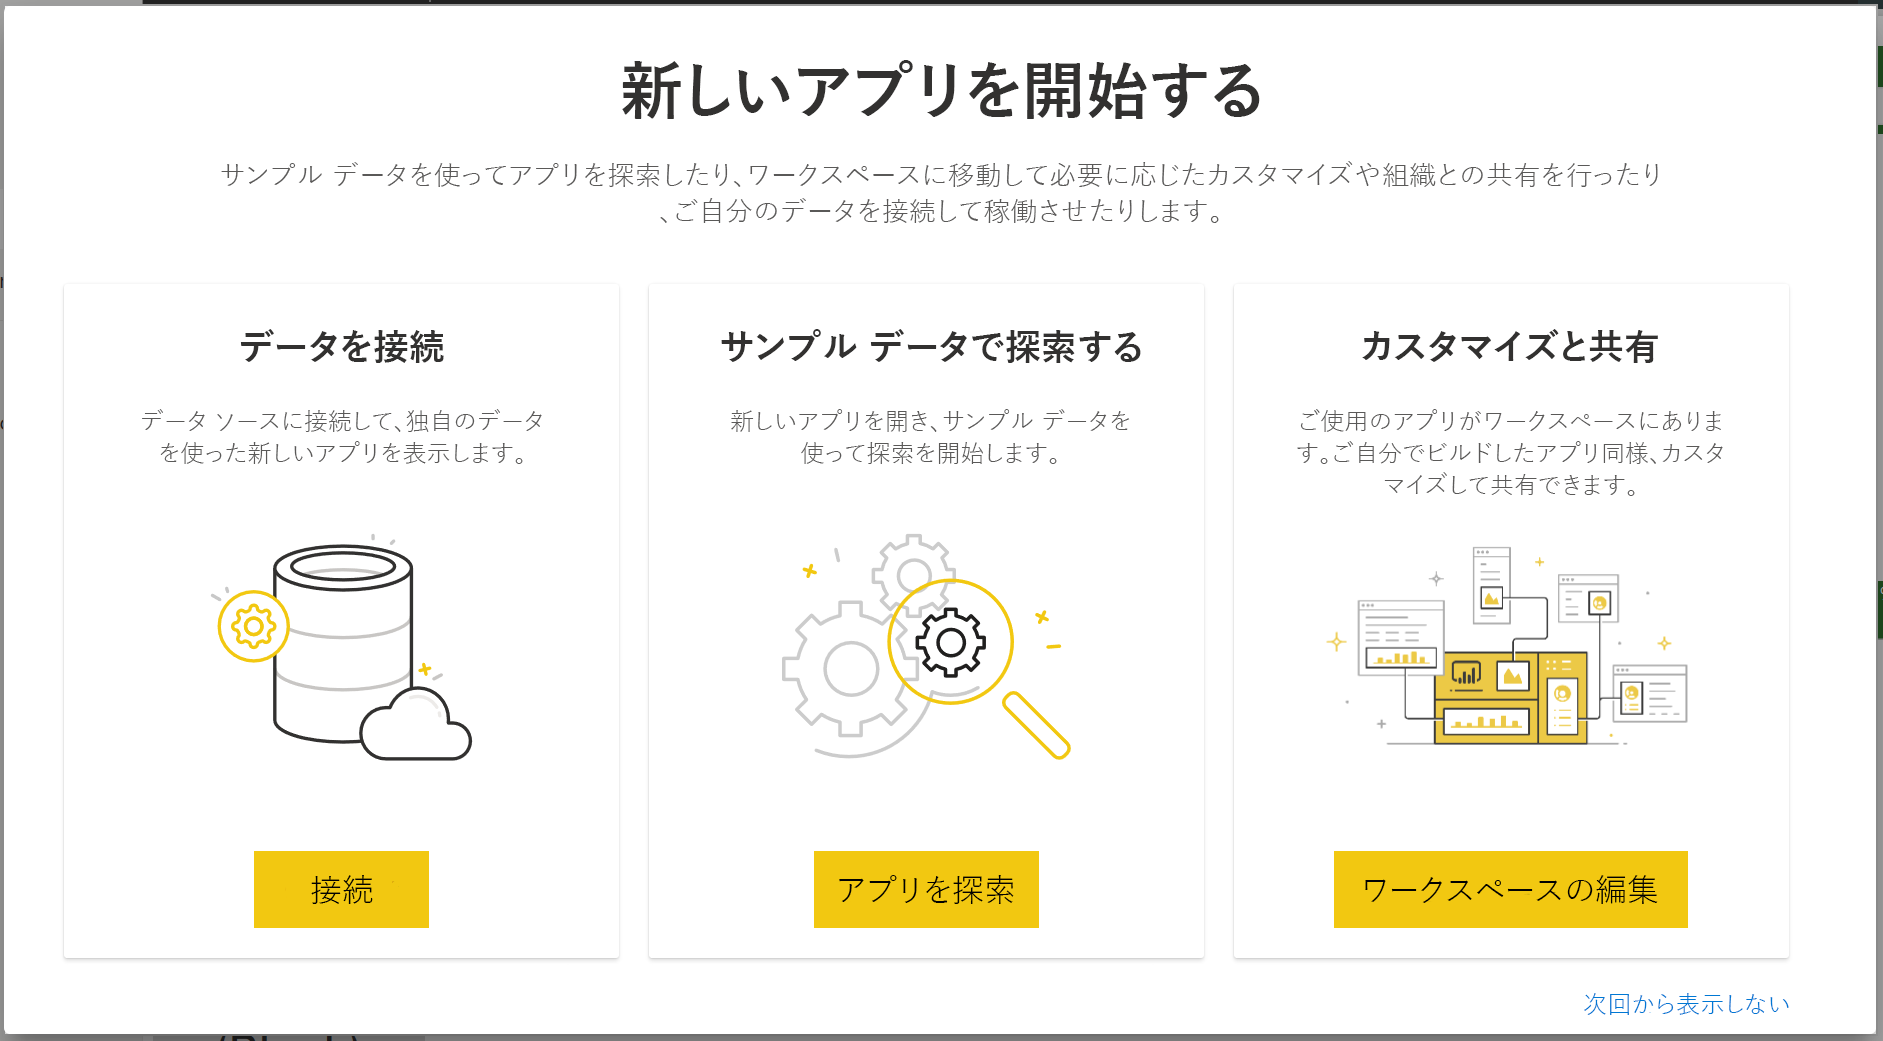 新しいアプリを開始する
サンプル データを使ってアプリを探索したり、ワークスペースに移動して必要に応じたカスタマイズや組織との共有を行ったり
、ご自分のデータを接続して稼働させたりします。
データを接続
データ ソースに接続して、独自のデータ
を使った新しいアプリを表示します。
接続
サンプル データで探索する
新しいアプリを開き、サンプル データを
使って探索を開始します。
アプリを探索
カスタマイズと共有
ご使用のアプリがワークスペースにありま
す。ご自分でビルドしたアプリ同様、カスタ
マイズして共有できます。
ワークスペースの編集
次回から表示しない